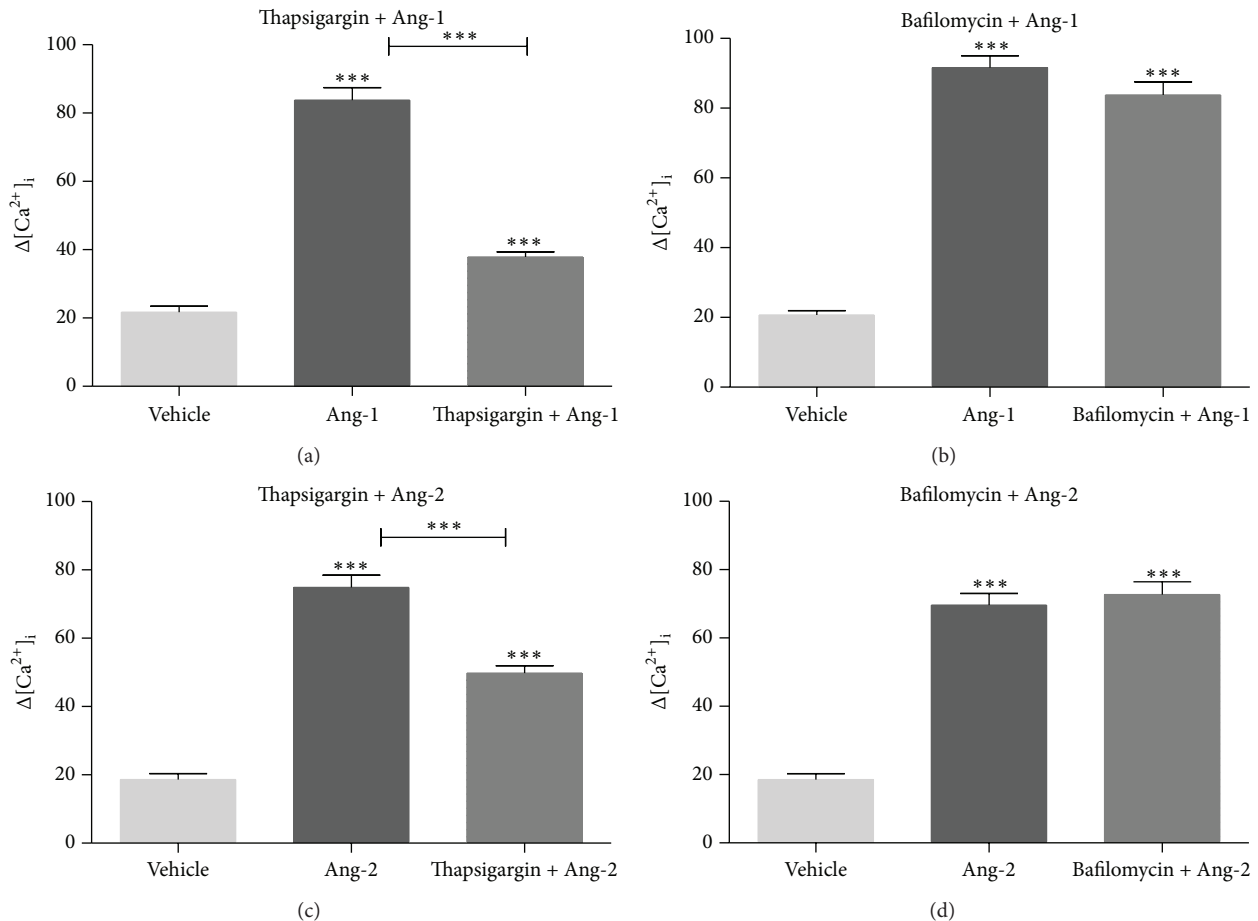 Thapsigargin + Ang-1
***
100
***
80
60
Δ[Ca²⁺]ᵢ
***
40
20
0
Vehicle Ang-1 Thapsigargin + Ang-1
(a)
Bafilomycin + Ang-1
100
***
***
80
60
Δ[Ca²⁺]ᵢ
40
20
0
Vehicle Ang-1 Bafilomycin + Ang-1
(b)
Thapsigargin + Ang-2
100
***
80
***
60
Δ[Ca²⁺]ᵢ
***
40
20
0
Vehicle Ang-2 Thapsigargin + Ang-2
(c)
Bafilomycin + Ang-2
100
80
***
***
60
Δ[Ca²⁺]ᵢ
40
20
0
Vehicle Ang-2 Bafilomycin + Ang-2
(d)